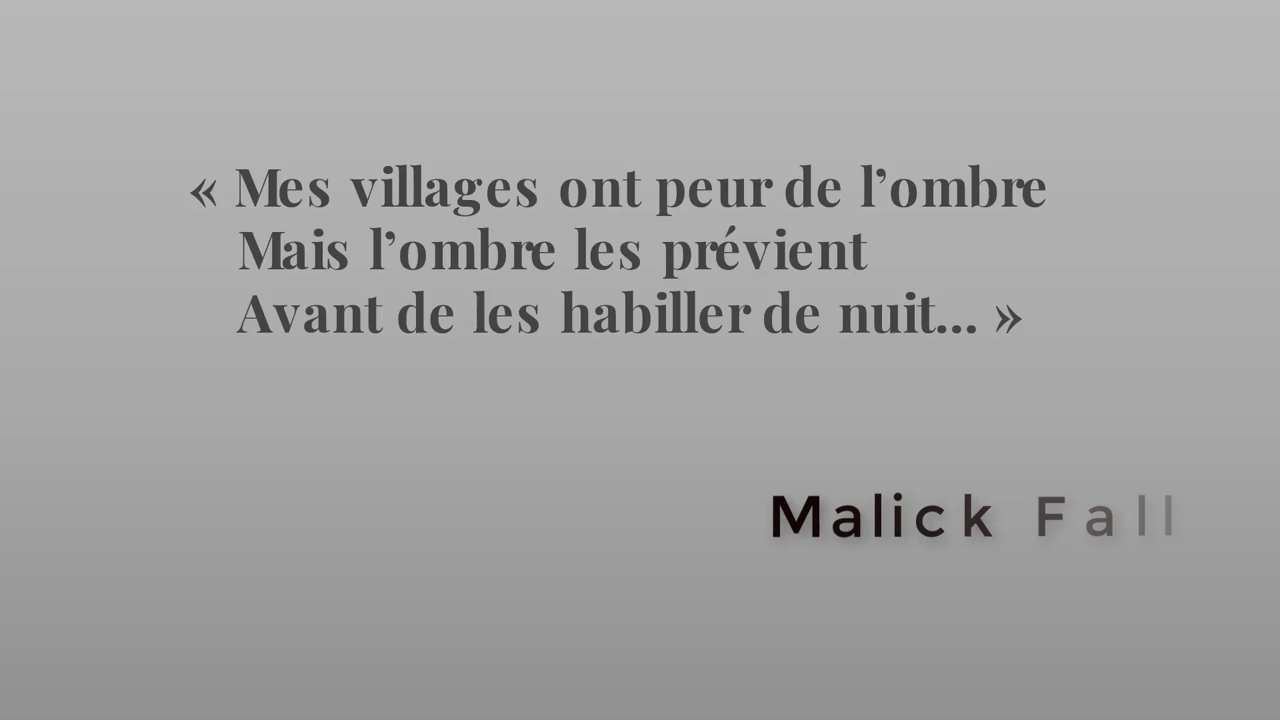 « Mes villages ont peur de l’ombre
Mais l’ombre les prévient
Avant de les habiller de nuit... »
Malick Fall